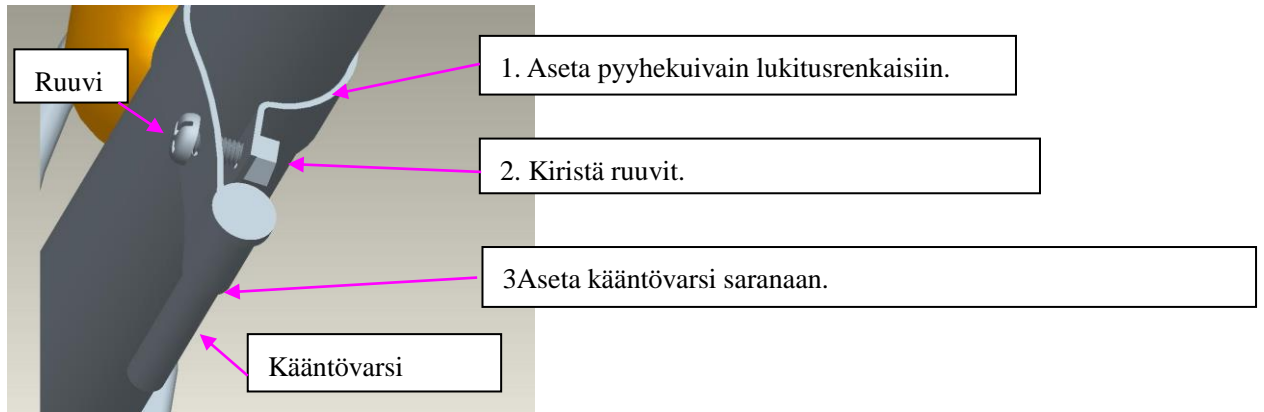 Ruuvi
1. Aseta pyyhekuivain lukitusrenkaisiin.
2. Kiristä ruuvit.
3Aseta kääntövarsi saranaan.
Kääntövarsi